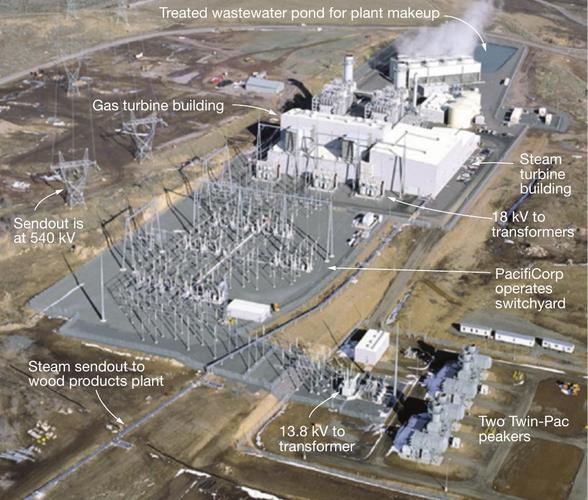 Treated wastewater pond for plant makeup
Gas turbine building
Steam
turbine
building
Sendout is
at 540 kV
18 kV to
transformers
PacifiCorp
operates
switchyard
Steam sendout to
wood products plant
13.8 kV to
transformer
Two Twin-Pac
peakers